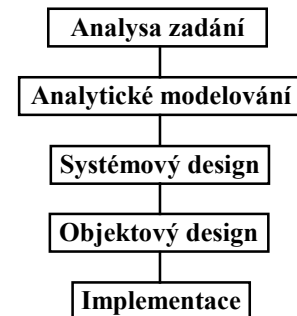 Analysa zadání
Analytické modelování
Systémový design
Objektový design
Implementace